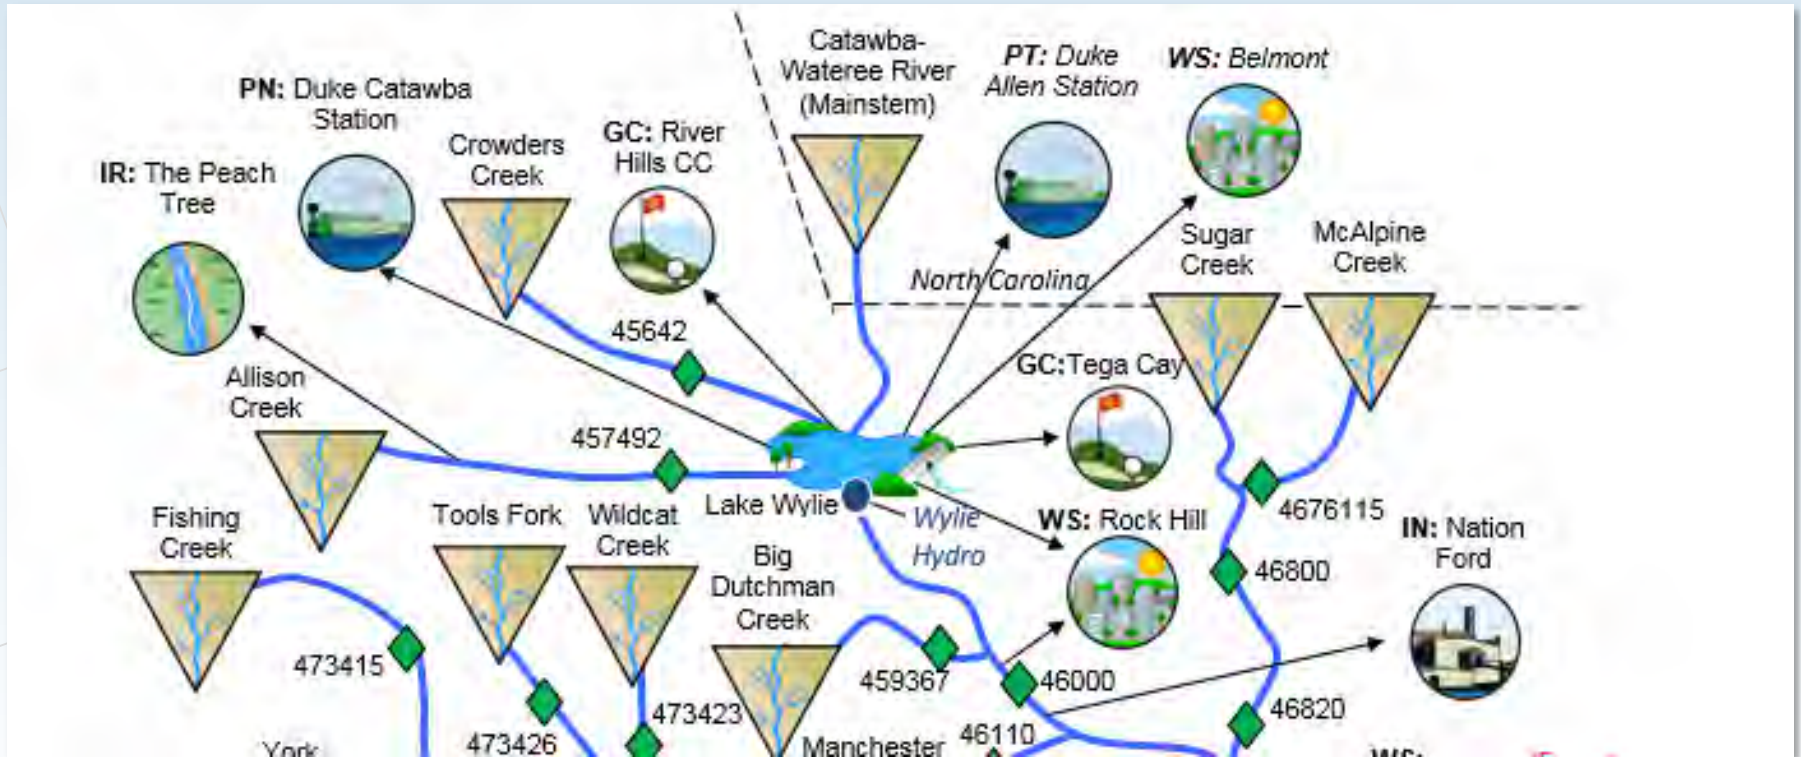 Catawba-
Wateree River
(Mainstem)
PT: Duke
Allen Station
WS: Belmont
PN: Duke Catawba
Station
Crowders
Creek
GC: River
Hills CC
IR: The Peach
Tree
Sugar
Creek
McAlpine
Creek
North Carolina
45642
GC:Tega Cay
Allison
Creek
457492
Lake Wylie
Wylie
Hydro
WS: Rock Hill
4676115
IN: Nation
Ford
Fishing
Creek
Tools Fork
Wildcat
Creek
Big
Dutchman
Creek
46800
473415
459367
46000
473423
46820
473426
46110
York
Manchester
WS: